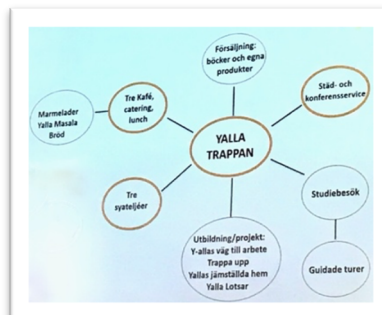 Försäljning:
böcker och egna
produkter
Tre Kafé,
catering,
lunch
Städ- och
konferensservice
Marmelader
Yalla Masala
Bröd
YALLA
TRAPPAN
Tre
syateljéer
Studiebesök
Utbildning/projekt:
Y-allas väg till arbete
Trappa upp
Yallas jämställda hem
Yalla Lotsar
Guidade turer